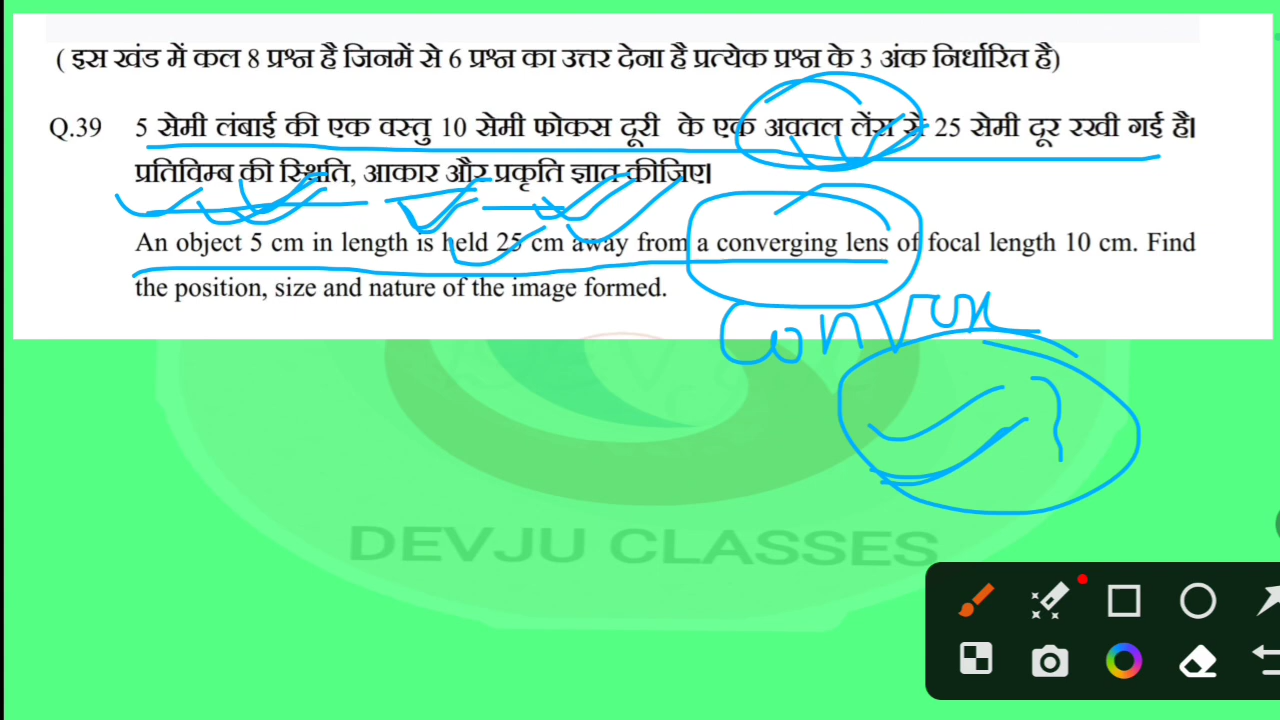 ( इस खंड में कल 8 प्रश्न है जिनमें से 6 प्रश्न का उत्तर देना है प्रत्येक प्रश्न के 3 अंक निर्धारित है)
Q.39 5 सेमी लंबाई की एक वस्तु 10 सेमी फोकस दूरी के एक अवतल लेंस से 25 सेमी दूर रखी गई है।
प्रतिविम्ब की स्थिति, आकार और प्रकृति ज्ञात कीजिए।
An object 5 cm in length is held 25 cm away from a converging lens of focal length 10 cm. Find
the position, size and nature of the image formed.
Convex
DEVJU CLASSES